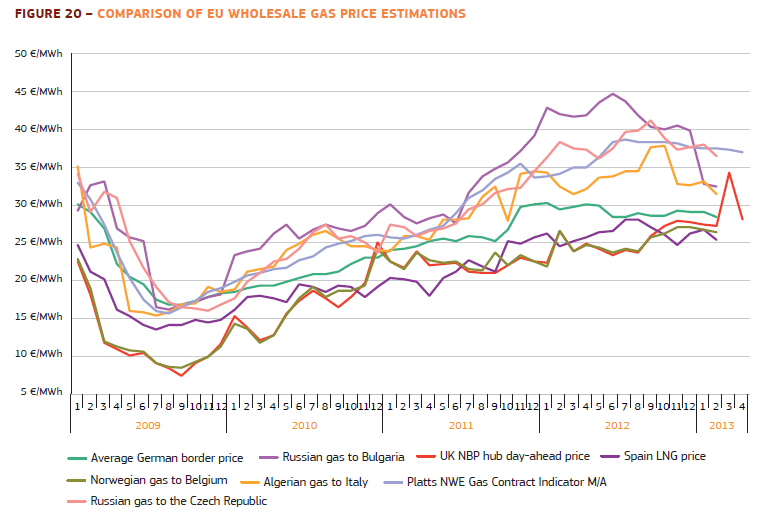 FIGURE 20 – COMPARISON OF EU WHOLESALE GAS PRICE ESTIMATIONS
50 €/MWh
45 €/MWh
40 €/MWh
35 €/MWh
30 €/MWh
25 €/MWh
20 €/MWh
15 €/MWh
10 €/MWh
5 €/MWh
1 2 3 4 5 6 7 8 9 10 11 12 1 2 3 4 5 6 7 8 9 10 11 12 1 2 3 4 5 6 7 8 9 10 11 12 1 2 3 4 5 6 7 8 9 10 11 12 1 2 3 4
2009 2010 2011 2012 2013
Average German border price Russian gas to Bulgaria UK NBP hub day-ahead price Spain LNG price
Norwegian gas to Belgium Algerian gas to Italy Platts NWE Gas Contract Indicator M/A
Russian gas to the Czech Republic